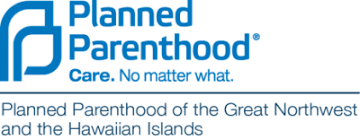 Planned
Parenthood®
Care. No matter what.
Planned Parenthood of the Great Northwest
and the Hawaiian Islands